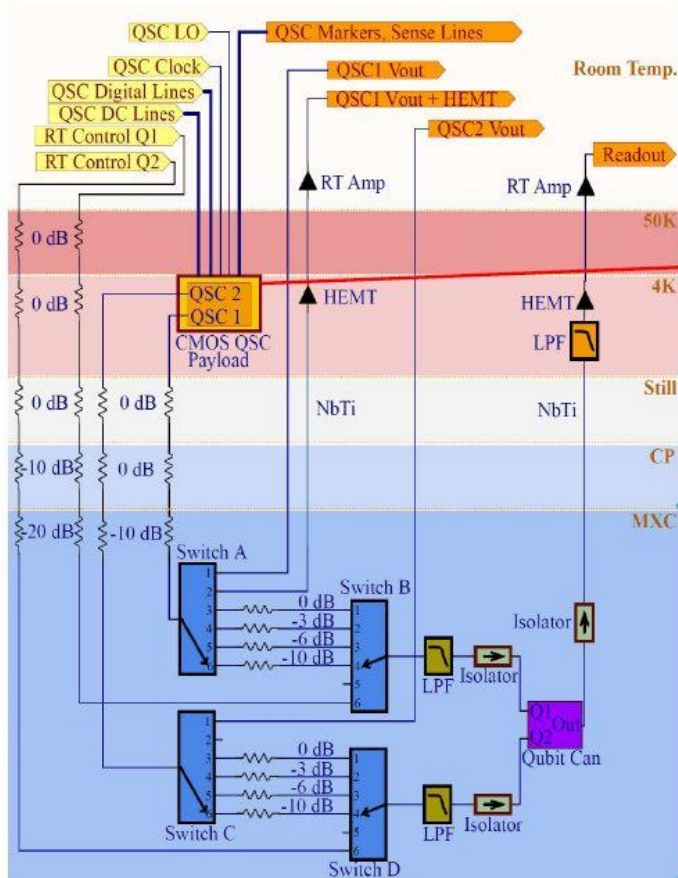 QSC LO
QSC Markers, Sense Lines
QSC Clock
QSC1 Vout
Room Temp.
QSC Digital Lines
QSC1 Vout + HEMT
QSC DC Lines
QSC2 Vout
RT Control Q1
RT Control Q2
Readout
RT Amp
RT Amp
50K
0 dB
4K
QSC 2
0 dB
HEMT
HEMT
QSC 1
CMOS QSC
Payload
LPF
Still
0 dB
0 dB
NbTi
NbTi
CP
-10 dB
0 dB
MXC
-20 dB
-10 dB
Switch A
1
2
3
4
5
6
0 dB
-3 dB
-6 dB
-10 dB
Switch B
1
2
3
4
5
6
LPF
Isolator
Isolator
Q1
Out
Q2
Qubit Can
1
2
3
4
5
6
Switch C
0 dB
-3 dB
-6 dB
-10 dB
1
2
3
4
5
6
Switch D
LPF
Isolator